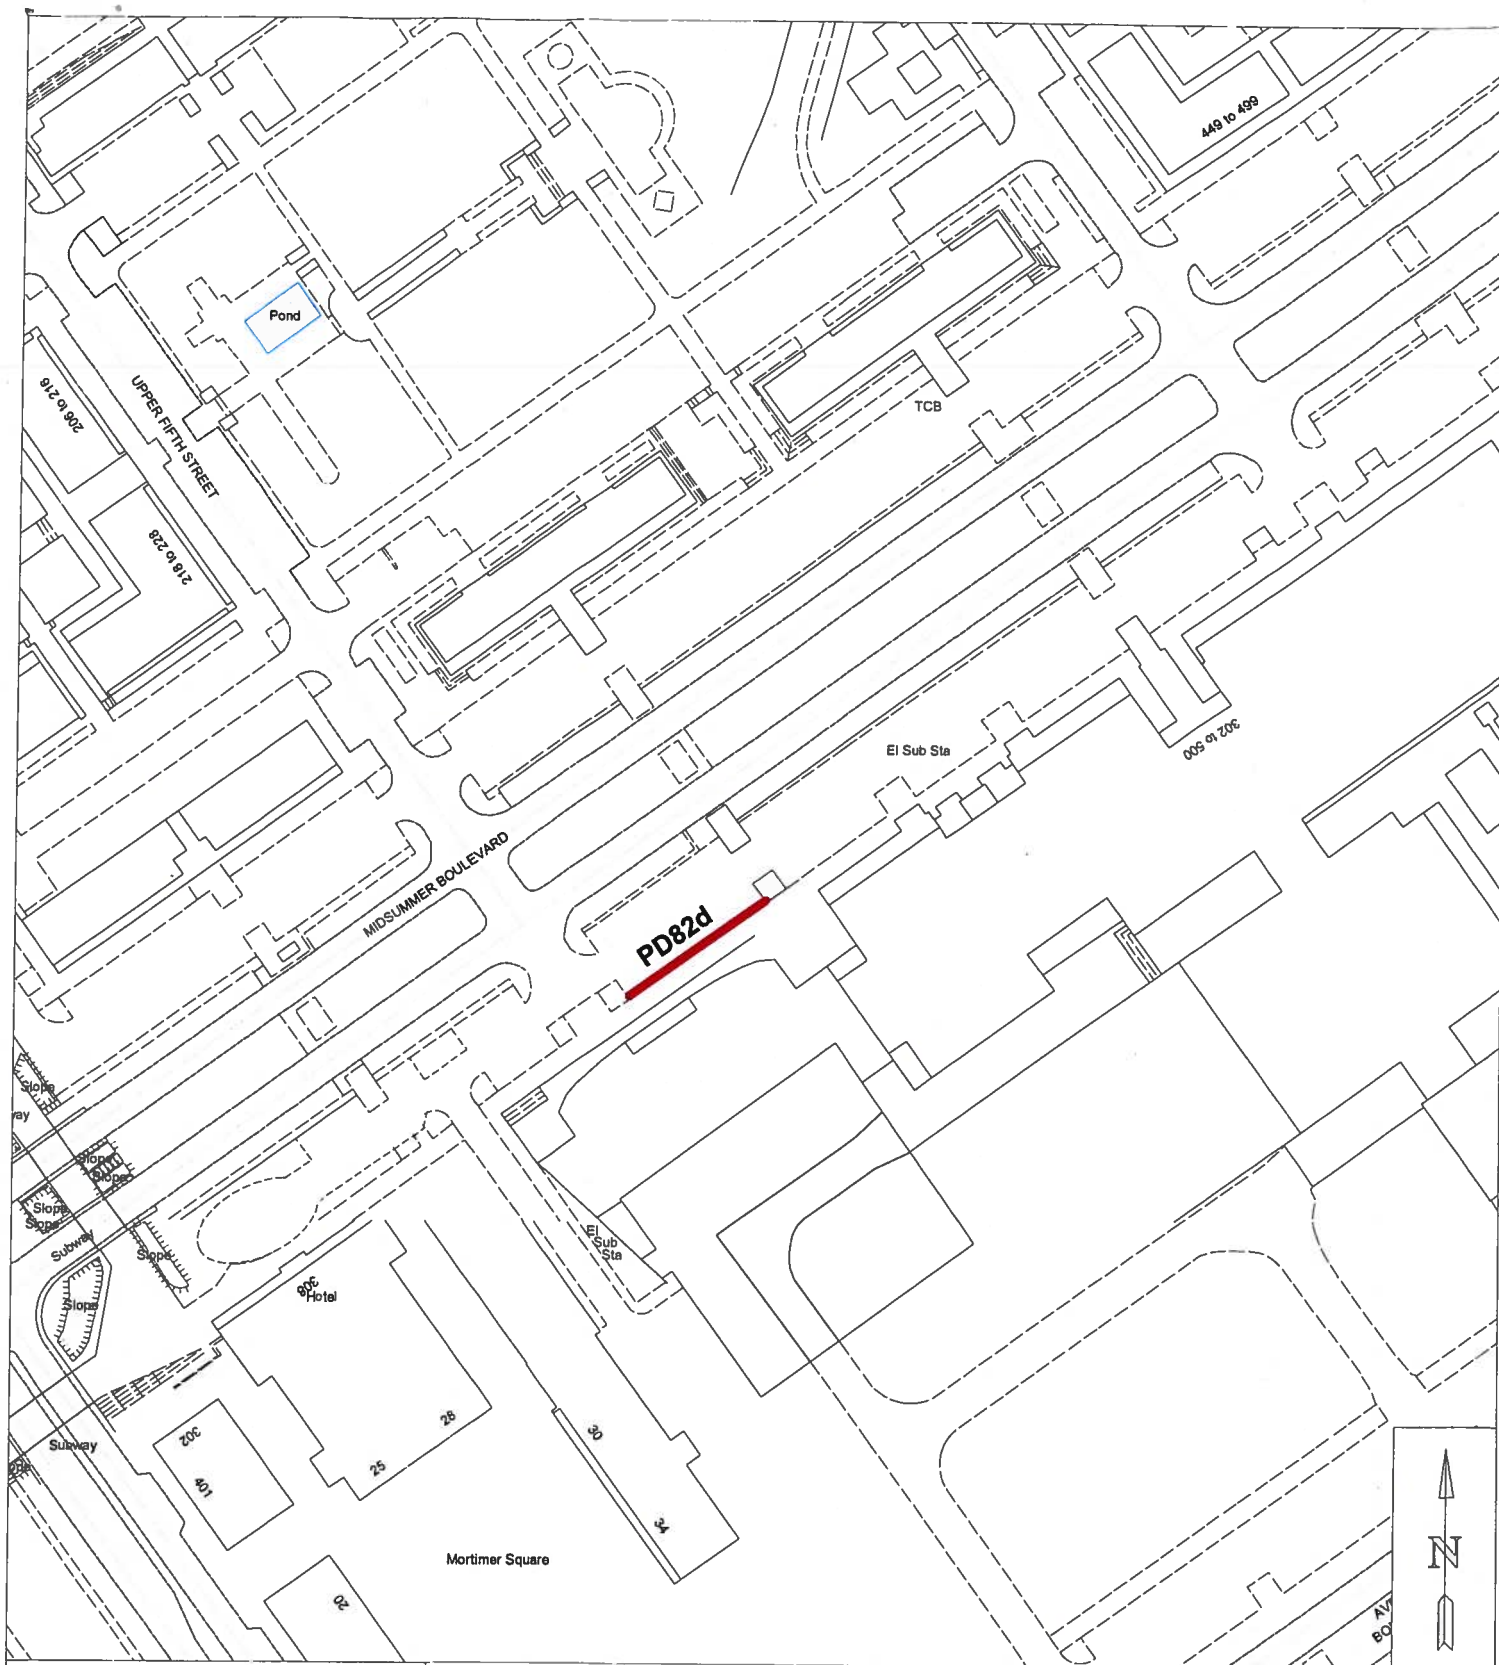 449 to 499
Pond
206 to 216
UPPER FIFTH STREET
TCB
218 to 228
302 to 500
El Sub Sta
MIDSUMMER BOULEVARD
PD82d
Slope
Slope
Slope
Slope
Slope
Subway
Slope
Slope
El
Sub
Sta
308
Hotel
28
302
30
Subway
25
401
34
Mortimer Square
20
N